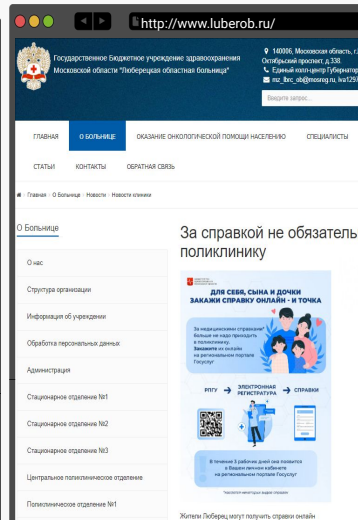 http://www.luberob.ru/
Государственное Бюджетное учреждение здравоохранения
Московской области "Люберецкая областная больница"
140006, Московская область, г.
Октябрьский проспект, д.338.
Единый колл-центр Губернатор
mz_lbrc_ob@mosreg.ru, lva1297
Введите запрос...
ГЛАВНАЯ О БОЛЬНИЦЕ ОКАЗАНИЕ ОНКОЛОГИЧЕСКОЙ ПОМОЩИ НАСЕЛЕНИЮ СПЕЦИАЛИСТЫ
СТАТЬИ КОНТАКТЫ ОБРАТНАЯ СВЯЗЬ
Главная О Больнице Новости Новости клиники
О Больнице
О нас
Структура организации
Информация об учреждении
Обработка персональных данных
Администрация
Стационарное отделение №1
Стационарное отделение №2
Стационарное отделение №3
Центральное поликлиническое отделение
Поликлиническое отделение №1
За справкой не обязатель
поликлинику
ДЛЯ СЕБЯ, СЫНА И ДОЧКИ
ЗАКАЖИ СПРАВКУ ОНЛАЙН - И ТОЧКА
За медицинскими справками
больше не надо приходить
в поликлинику.
Закажите их онлайн
на региональном портале
Госуслуг
РПГУ → ЭЛЕКТРОННАЯ РЕГИСТРАТУРА → СПРАВКИ
В течение 3 рабочих дней она появится
в Вашем личном кабинете
на региональном портале Госуслуг
Жители Люберец могут получить справки онлайн